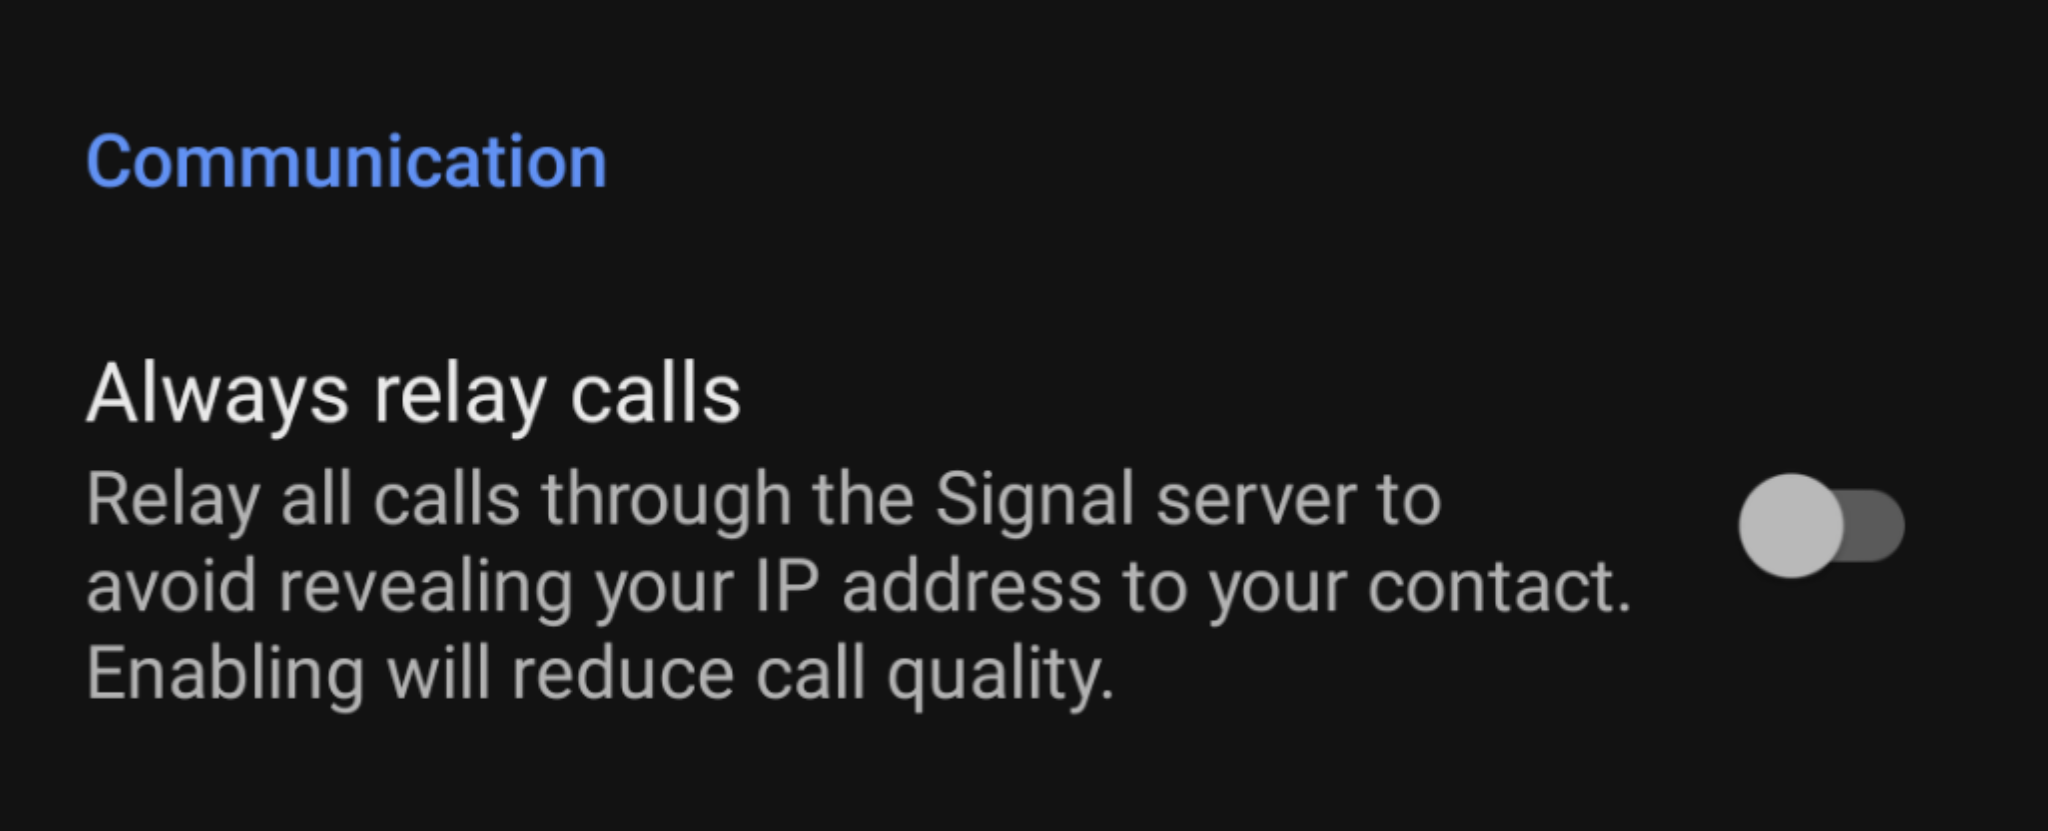 Communication
Always relay calls
Relay all calls through the Signal server to
avoid revealing your IP address to your contact.
Enabling will reduce call quality.